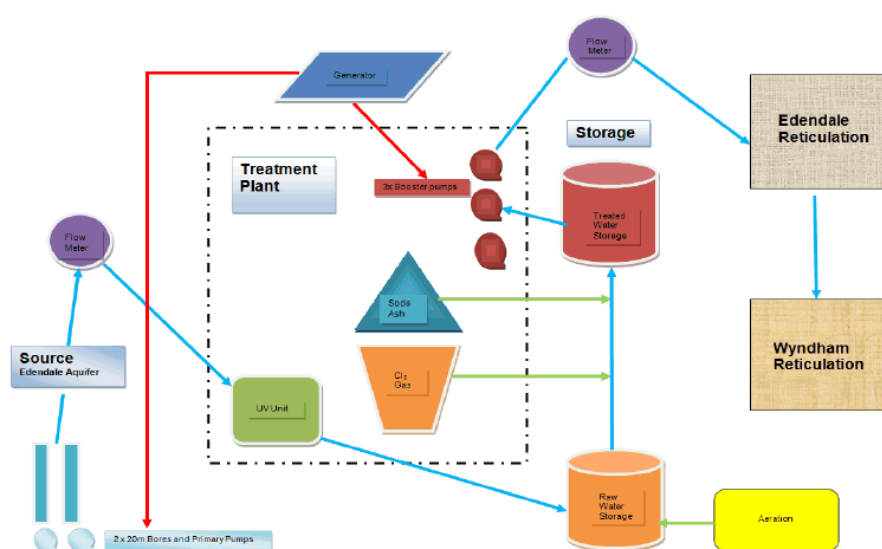 Generator
Flow
Meter
Storage
Edendale
Reticulation
Treatment
Plant
3x Booster pumps
Treated
Water
Storage
Flow
Meter
Soda
Ash
Source
Edendale Aquifer
Cl₂
Gas
Wyndham
Reticulation
UV Unit
Raw
Water
Storage
Aeration
2 x 20m Bores and Primary Pumps